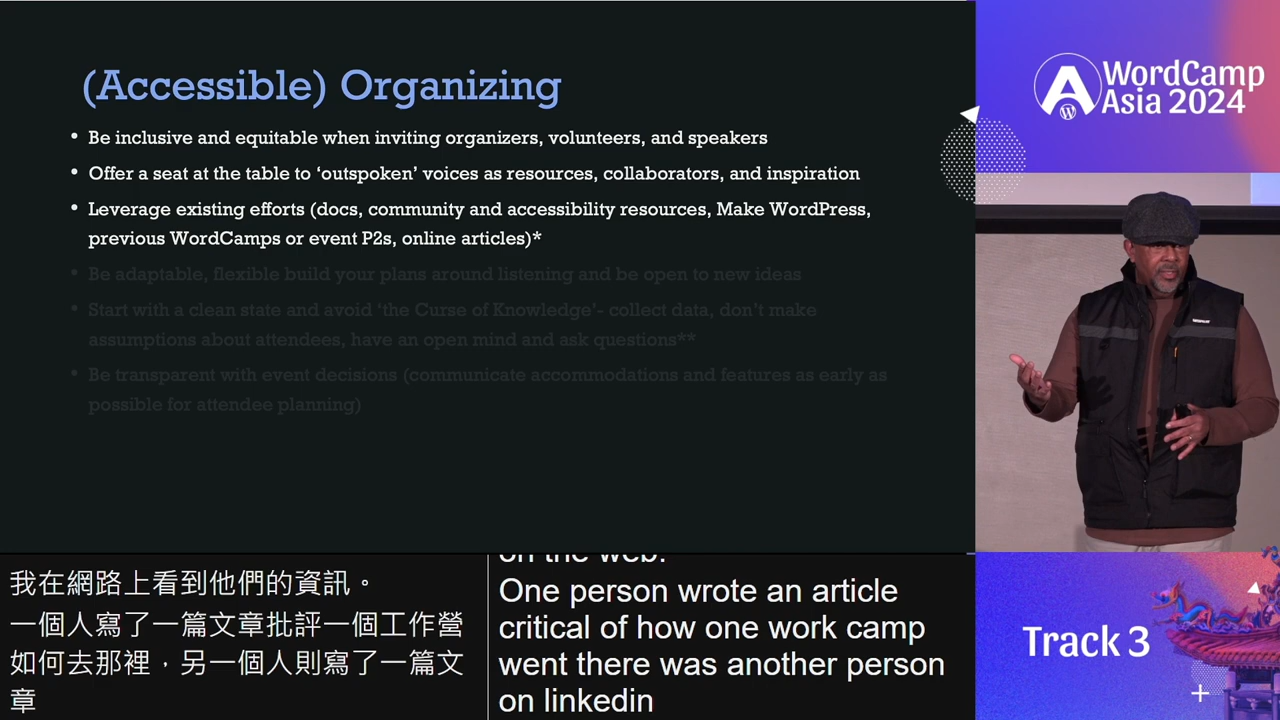 (Accessible) Organizing
• Be inclusive and equitable when inviting organizers, volunteers, and speakers
• Offer a seat at the table to ‘outspoken’ voices as resources, collaborators, and inspiration
• Leverage existing efforts (docs, community and accessibility resources, Make WordPress,
previous WordCamps or event P2s, online articles)*
• Be adaptable, flexible build your plans around listening and be open to new ideas
• Start with a clean state and avoid ‘the Curse of Knowledge’- collect data, don’t make
assumptions about attendees, have an open mind and ask questions**
• Be transparent with event decisions (communicate accommodations and features as early as
possible for attendee planning)
WordCamp
Asia 2024
我在網路上看到他們的資訊。
一個人寫了一篇文章批評一個工作營
如何去那裡，另一個人則寫了一篇文
章
on the web.
One person wrote an article
critical of how one work camp
went there was another person
on linkedin
Track 3